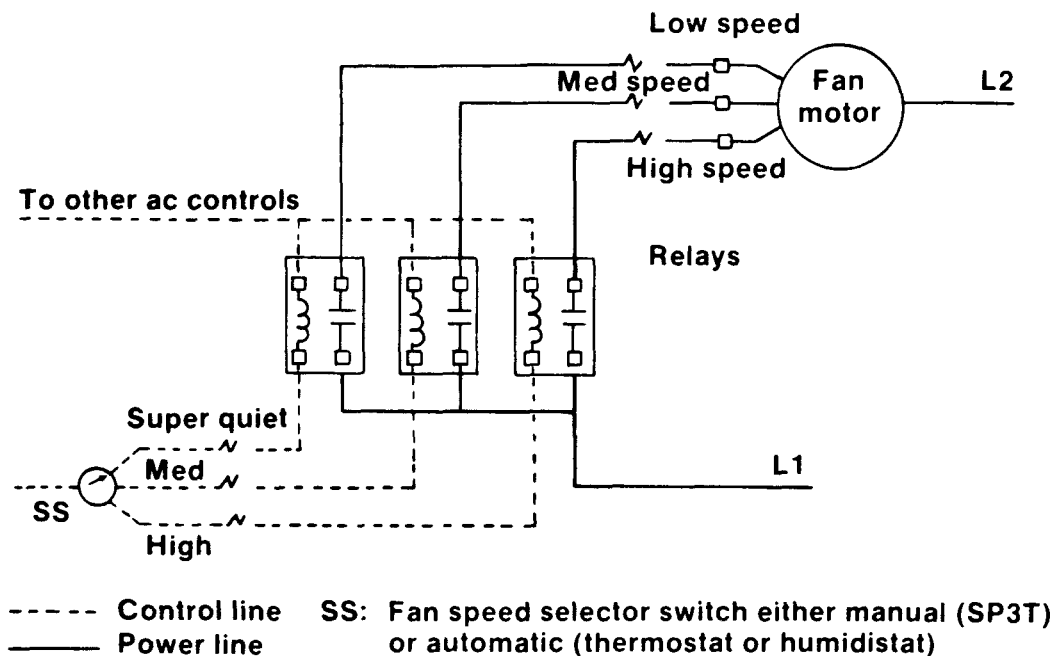 Low speed
Med speed
Fan
motor
L2
High speed
To other ac controls
Relays
Super quiet
Med
L1
SS
High
Control line
SS: Fan speed selector switch either manual (SP3T)
Power line
or automatic (thermostat or humidistat)